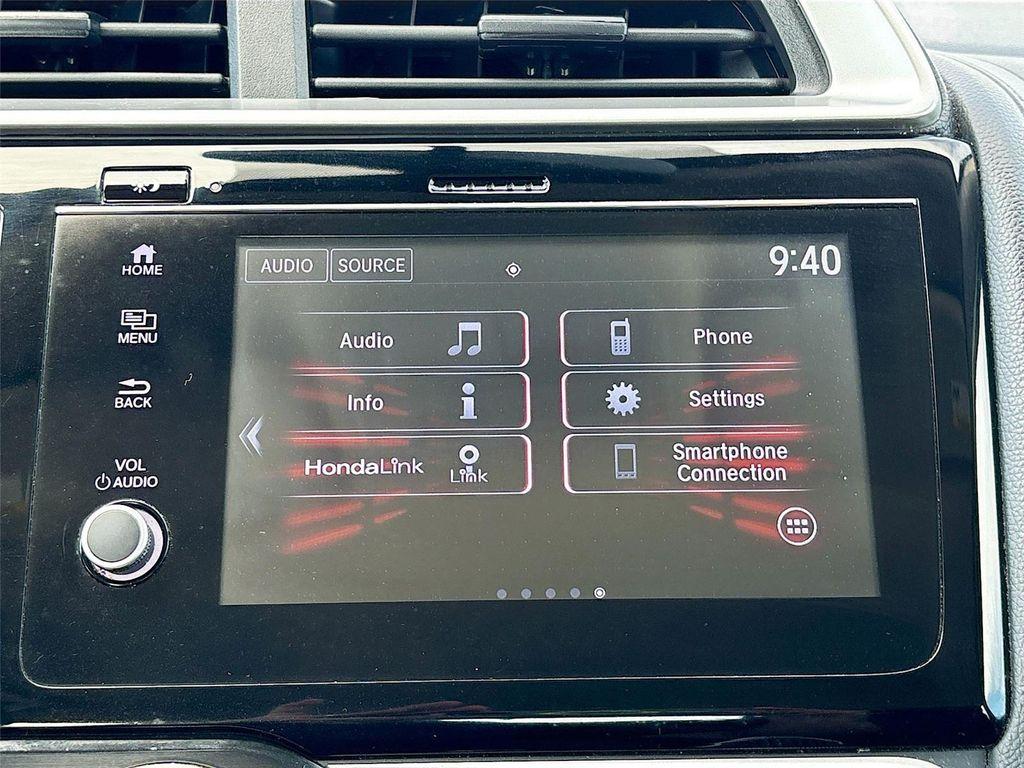 HOME
MENU
BACK
VOL
AUDIO
AUDIO SOURCE
9:40
Audio
Phone
Info
Settings
HondaLink
Link
Smartphone
Connection